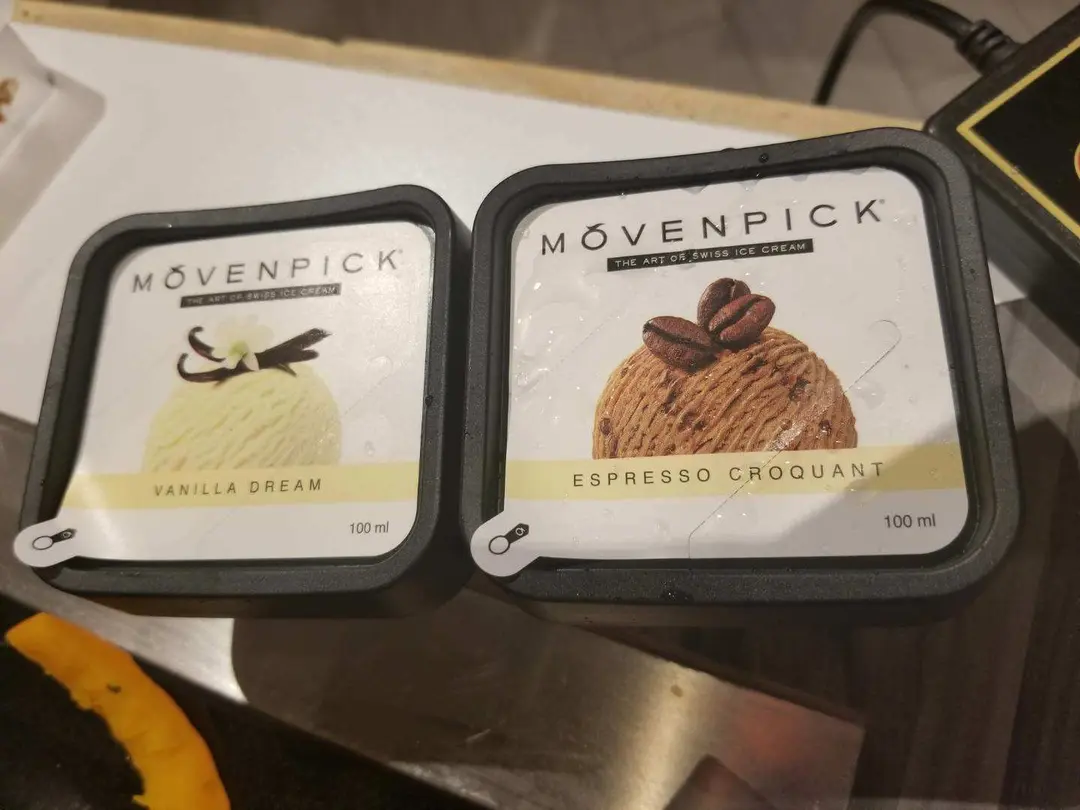 MÖVENPICK®
THE ART OF SWISS ICE CREAM
VANILLA DREAM
100 ml
MÖVENPICK®
THE ART OF SWISS ICE CREAM
ESPRESSO CROQUANT
100 ml